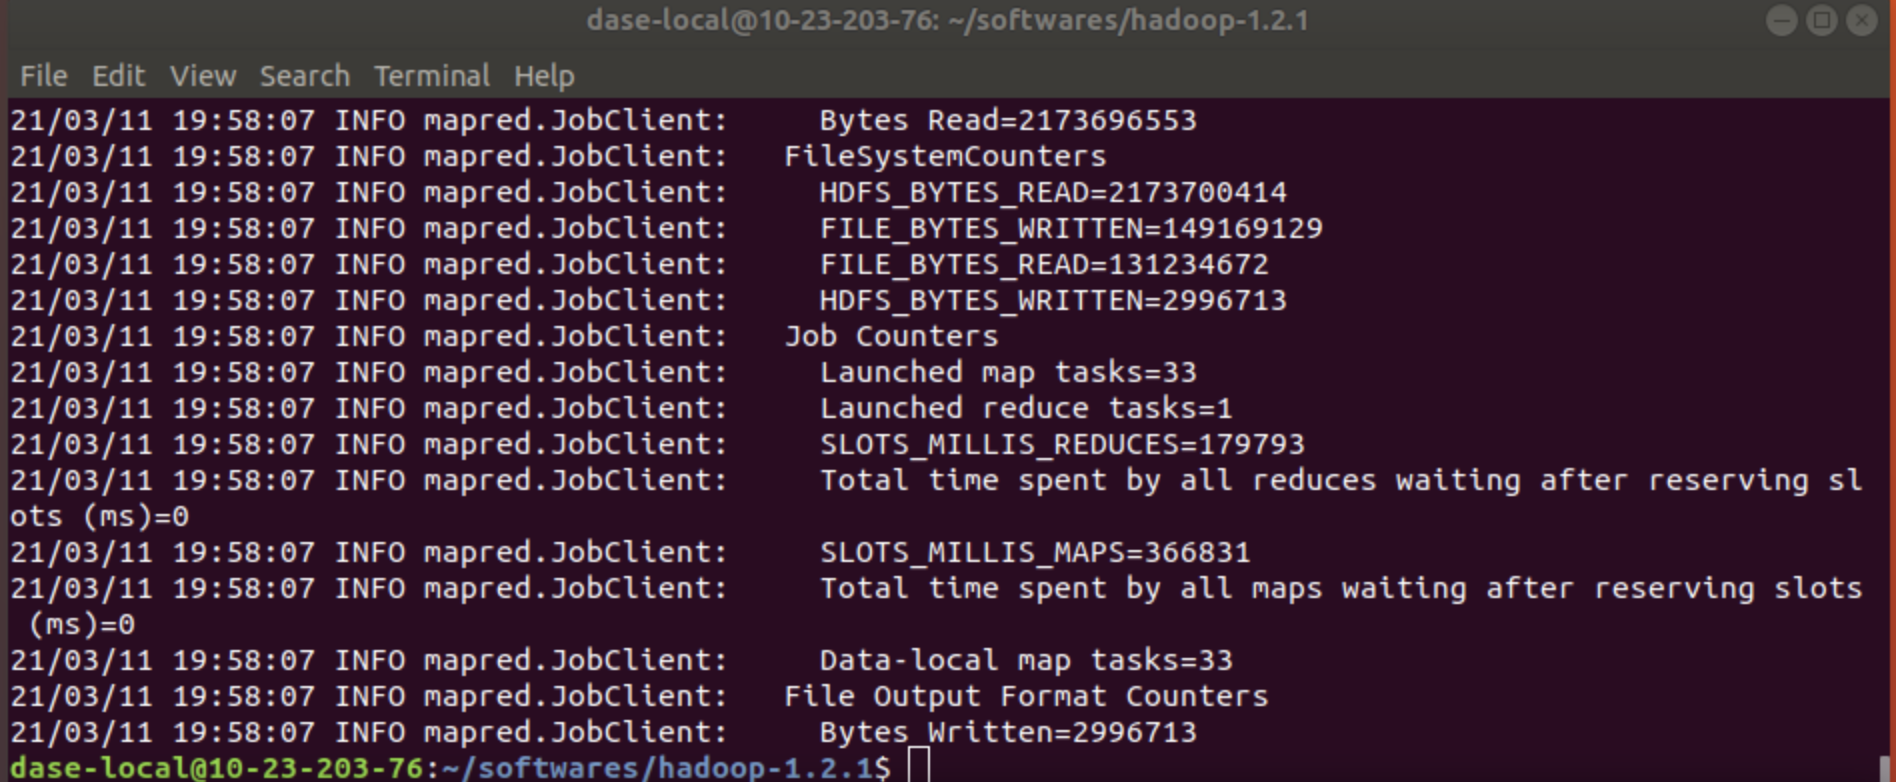 dase-local@10-23-203-76: ~/softwares/hadoop-1.2.1
File Edit View Search Terminal Help
21/03/11 19:58:07 INFO mapred.JobClient:     Bytes Read=2173696553
21/03/11 19:58:07 INFO mapred.JobClient:   FileSystemCounters
21/03/11 19:58:07 INFO mapred.JobClient:     HDFS_BYTES_READ=2173700414
21/03/11 19:58:07 INFO mapred.JobClient:     FILE_BYTES_WRITTEN=149169129
21/03/11 19:58:07 INFO mapred.JobClient:     FILE_BYTES_READ=131234672
21/03/11 19:58:07 INFO mapred.JobClient:     HDFS_BYTES_WRITTEN=2996713
21/03/11 19:58:07 INFO mapred.JobClient:   Job Counters
21/03/11 19:58:07 INFO mapred.JobClient:     Launched map tasks=33
21/03/11 19:58:07 INFO mapred.JobClient:     Launched reduce tasks=1
21/03/11 19:58:07 INFO mapred.JobClient:     SLOTS_MILLIS_REDUCES=179793
21/03/11 19:58:07 INFO mapred.JobClient:     Total time spent by all reduces waiting after reserving sl
ots (ms)=0
21/03/11 19:58:07 INFO mapred.JobClient:     SLOTS_MILLIS_MAPS=366831
21/03/11 19:58:07 INFO mapred.JobClient:     Total time spent by all maps waiting after reserving slots
 (ms)=0
21/03/11 19:58:07 INFO mapred.JobClient:     Data-local map tasks=33
21/03/11 19:58:07 INFO mapred.JobClient:   File Output Format Counters
21/03/11 19:58:07 INFO mapred.JobClient:     Bytes Written=2996713
dase-local@10-23-203-76:~/softwares/hadoop-1.2.1$